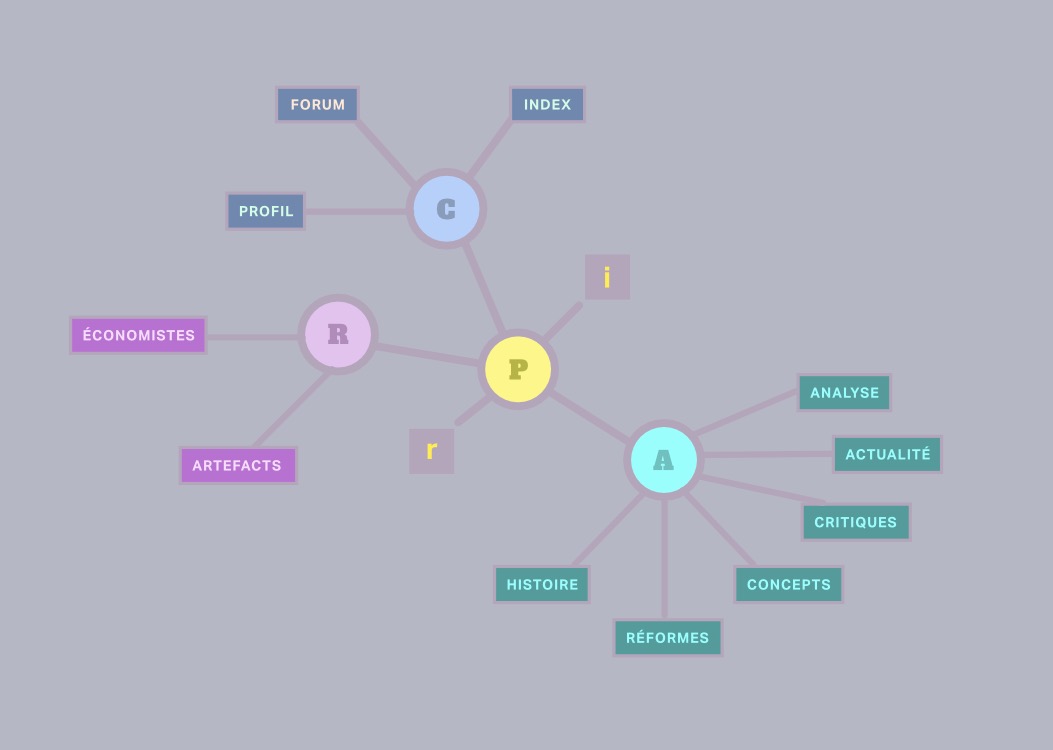 FORUM
INDEX
C
PROFIL
i
ÉCONOMISTES
R
P
ANALYSE
r
A
ACTUALITÉ
ARTEFACTS
CRITIQUES
HISTOIRE
CONCEPTS
RÉFORMES